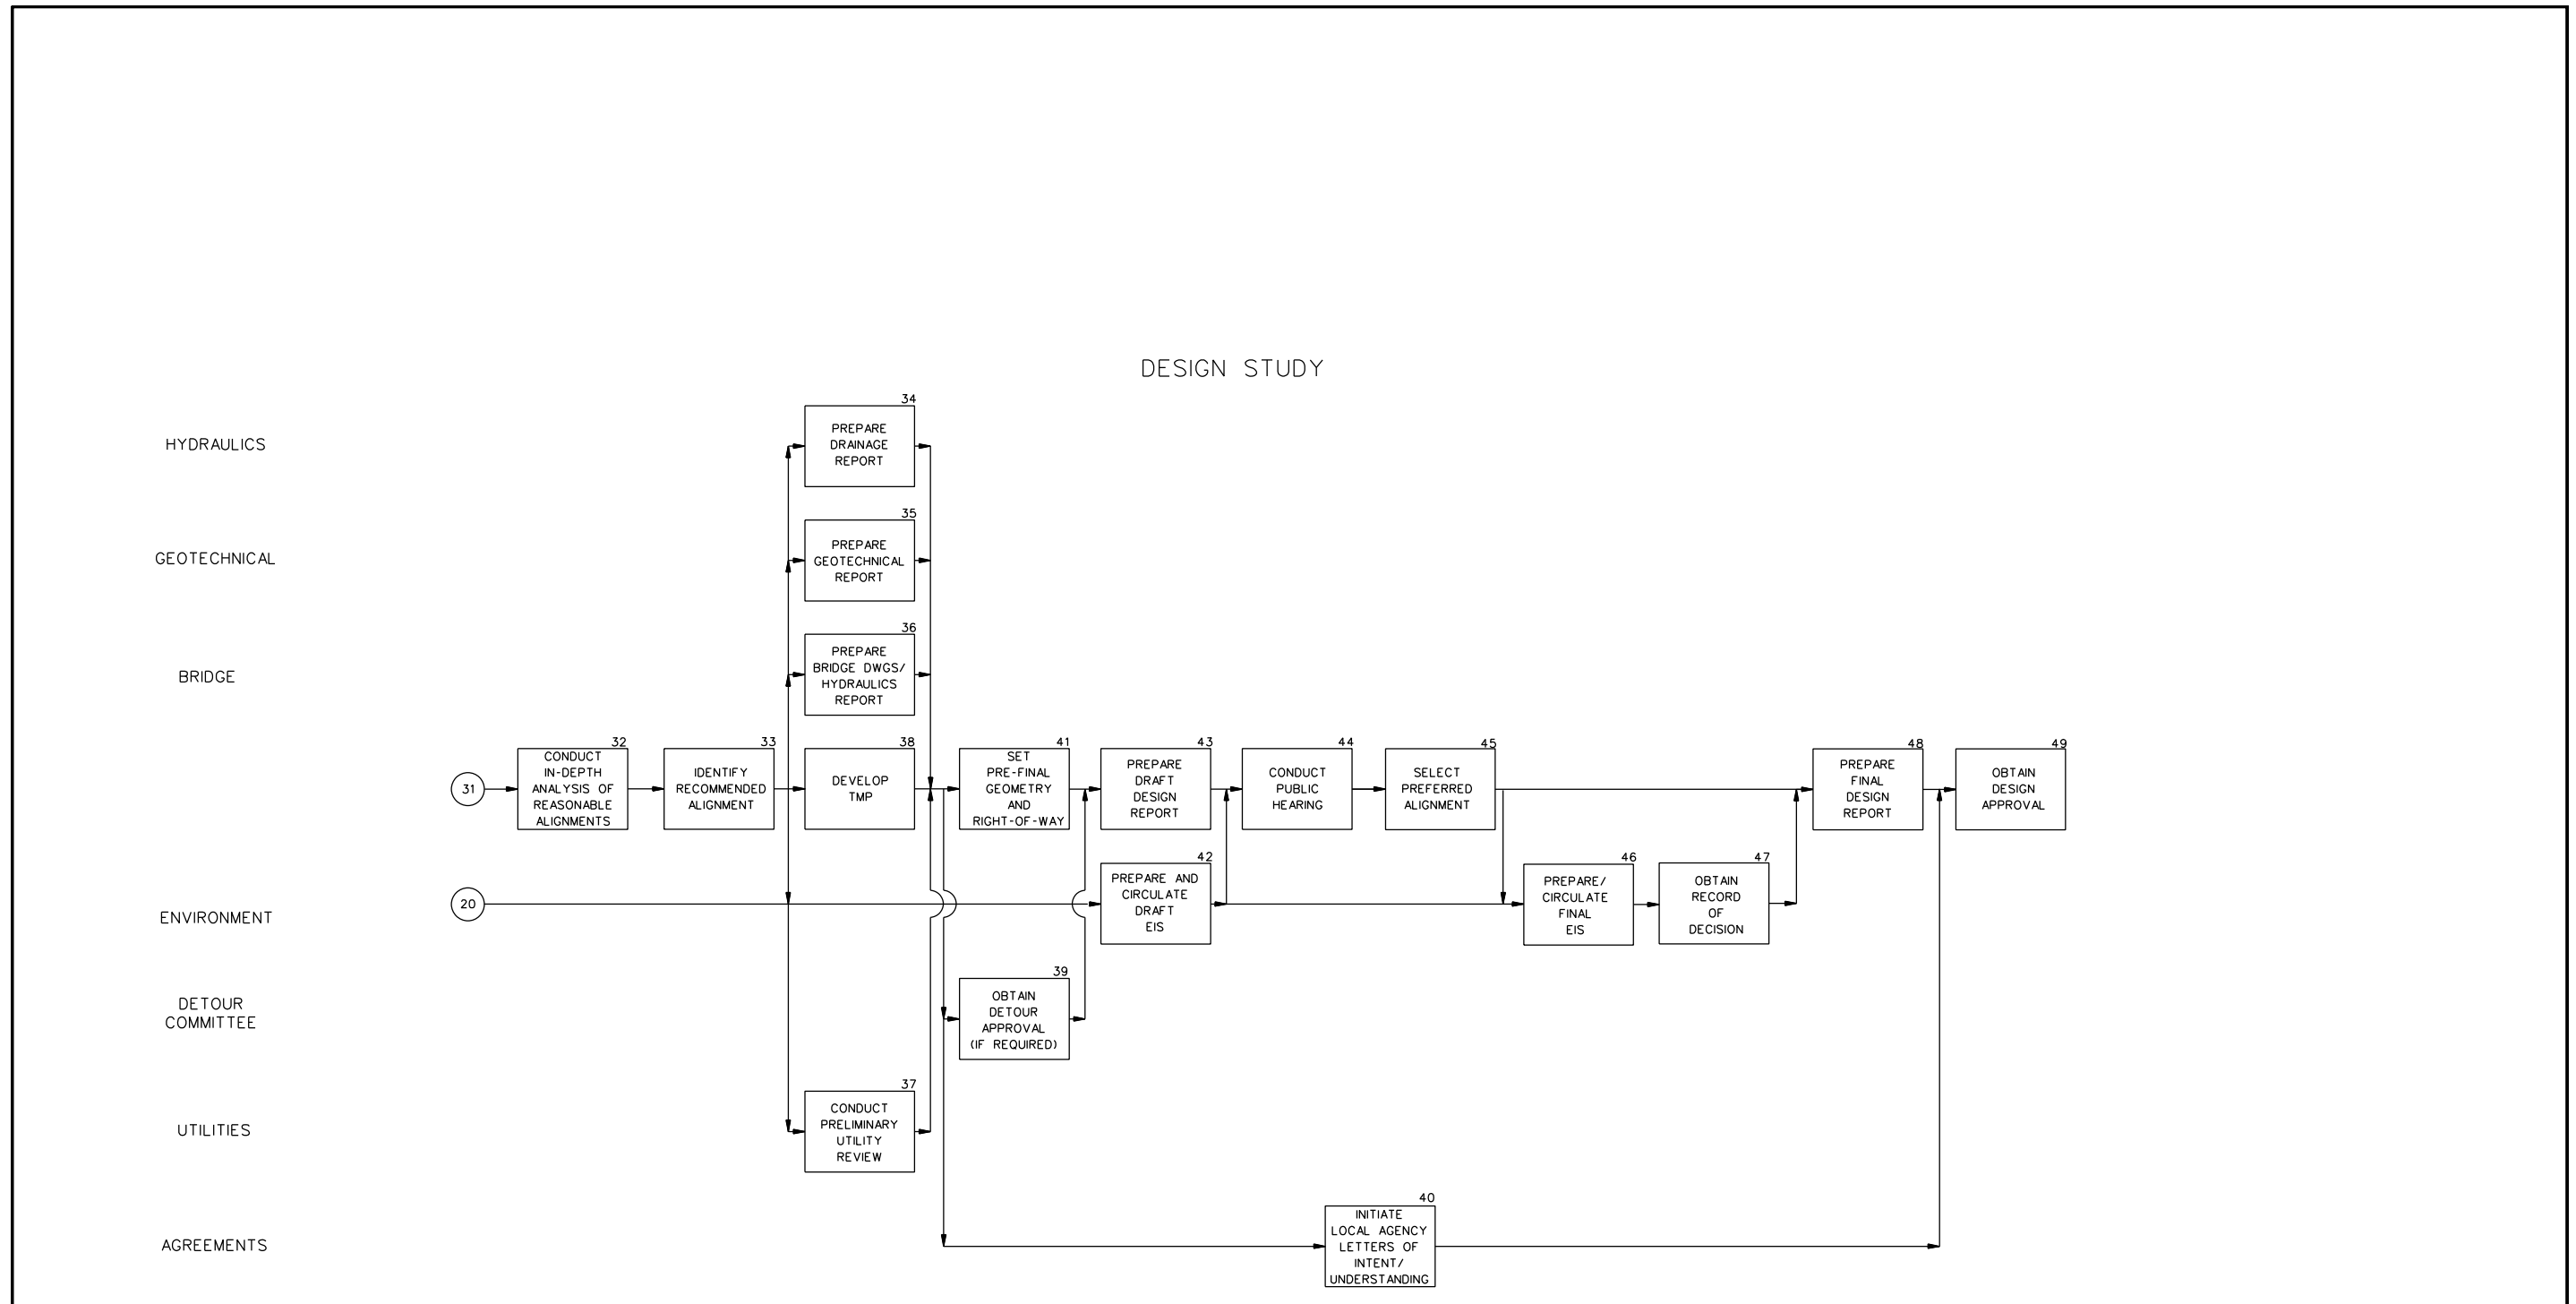 DESIGN STUDY
34
PREPARE
DRAINAGE
REPORT
HYDRAULICS
35
PREPARE
GEOTECHNICAL
REPORT
GEOTECHNICAL
36
PREPARE
BRIDGE DWGS/
HYDRAULICS
REPORT
BRIDGE
31
32
CONDUCT
IN-DEPTH
ANALYSIS OF
REASONABLE
ALIGNMENTS
33
IDENTIFY
RECOMMENDED
ALIGNMENT
38
DEVELOP
TMP
41
SET
PRE-FINAL
GEOMETRY
AND
RIGHT-OF-WAY
43
PREPARE
DRAFT
DESIGN
REPORT
44
CONDUCT
PUBLIC
HEARING
45
SELECT
PREFERRED
ALIGNMENT
48
PREPARE
FINAL
DESIGN
REPORT
49
OBTAIN
DESIGN
APPROVAL
ENVIRONMENT
20
42
PREPARE AND
CIRCULATE
DRAFT
EIS
46
PREPARE/
CIRCULATE
FINAL
EIS
47
OBTAIN
RECORD
OF
DECISION
DETOUR
COMMITTEE
39
OBTAIN
DETOUR
APPROVAL
(IF REQUIRED)
UTILITIES
37
CONDUCT
PRELIMINARY
UTILITY
REVIEW
AGREEMENTS
40
INITIATE
LOCAL AGENCY
LETTERS OF
INTENT/
UNDERSTANDING